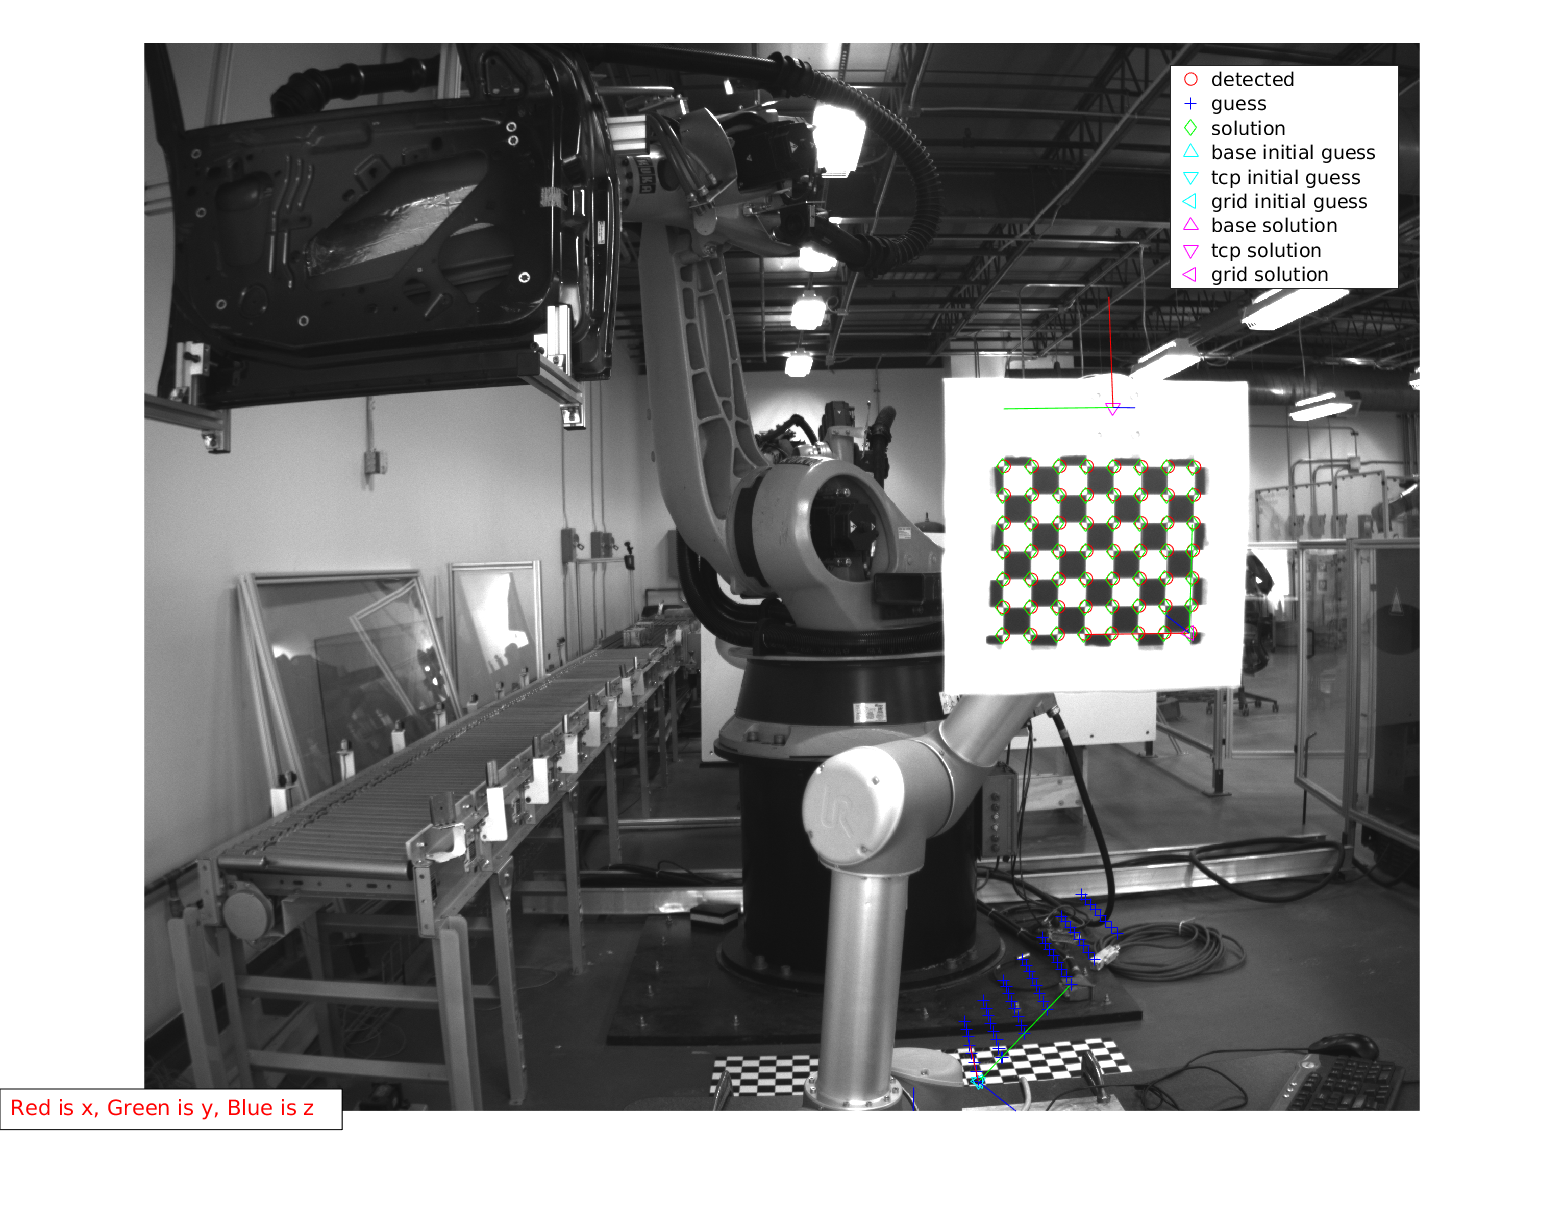 detected
guess
solution
base initial guess
tcp initial guess
grid initial guess
base solution
tcp solution
grid solution
UR
Red is x, Green is y, Blue is z